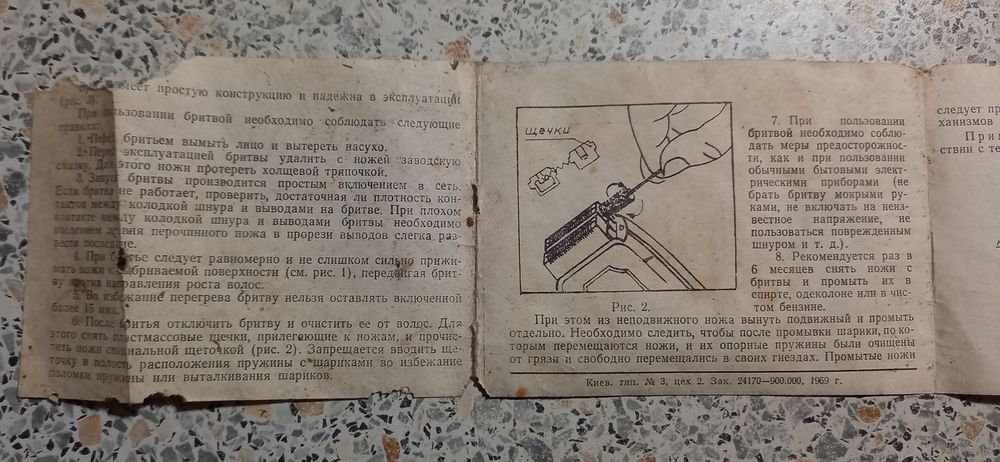 имеет простую конструкцию и надежна в эксплуатации
(рис. 3).
При пользовании бритвой необходимо соблюдать следующие
правила:
1. Перед бритьем вымыть лицо и вытереть насухо.
2. Перед эксплуатацией бритвы удалить с ножей заводскую
смазку. Для этого ножи протереть холщевой тряпочкой.
3. Запуск бритвы производится простым включением в сеть.
Если бритва не работает, проверить, достаточная ли плотность кон-
тактов между колодкой шнура и выводами на бритве. При плохом
контакте между колодкой шнура и выводами бритвы необходимо
введением лезвия перочинного ножа в прорези выводов слегка раз-
вести последние.
4. При бритье следует равномерно и не слишком сильно прижи-
мать ножи к выбриваемой поверхности (см. рис. 1), передвигая брит-
ву против направления роста волос.
5. Во избежание перегрева бритву нельзя оставлять включенной
более 15 мин.
6. После бритья отключить бритву и очистить ее от волос. Для
этого снять пластмассовые щечки, прилегающие к ножам, и прочис-
тить ножи специальной щеточкой (рис. 2). Запрещается вводить ще-
точку в полость расположения пружины с шариками во избежание
поломки пружины или выталкивания шариков.
щечки
Рис. 2.
7. При пользовании
бритвой необходимо соблю-
дать меры предосторожнос-
ти, как и при пользовании
обычными бытовыми элект-
рическими приборами (не
брать бритву мокрыми ру-
ками, не включать на неиз-
вестное напряжение, не
пользоваться поврежденным
шнуром и т. д.).
8. Рекомендуется раз в
6 месяцев снять ножи с
бритвы и промыть их в
спирте, одеколоне или в чис-
том бензине.
При этом из неподвижного ножа вынуть подвижный и промыть
отдельно. Необходимо следить, чтобы после промывки шарики, по ко-
торым перемещаются ножи, и их опорные пружины были очищены
от грязи и свободно перемещались в своих гнездах. Промытые ножи
Киев. тип. № 3, цех 2. Зак. 24170—900.000, 1969 г.
следует
ханизмов
ствии с